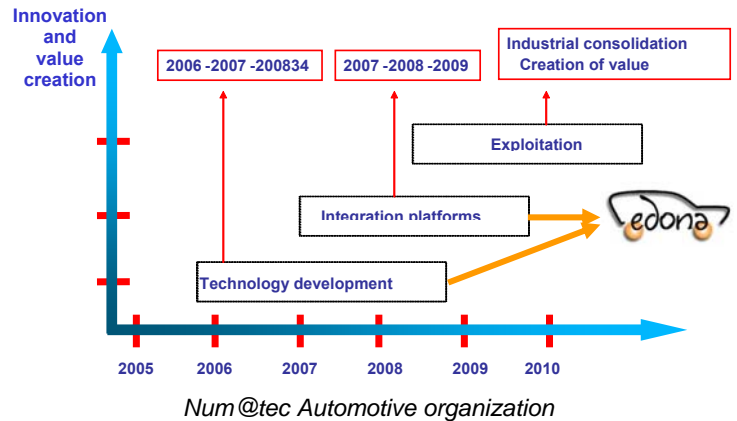 Innovation
and
value
creation
2006 -2007 -200834
2007 -2008 -2009
Industrial consolidation
Creation of value
Exploitation
Integration platforms
edona
Technology development
2005
2006
2007
2008
2009
2010
Num@tec Automotive organization